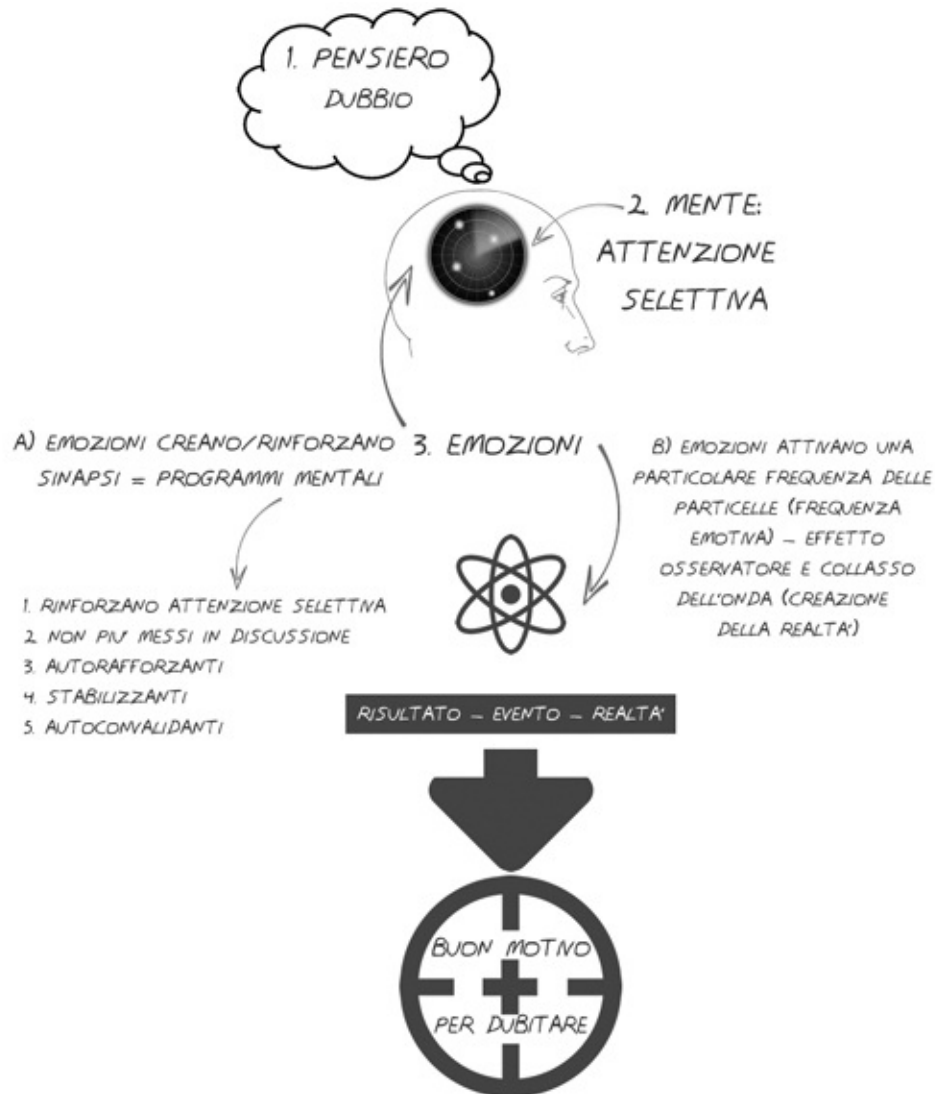 1. PENSIERO
DUBBIO
2. MENTE:
ATTENZIONE
SELETTIVA
A) EMOZIONI CREANO/RINFORZANO
SINAPSI = PROGRAMMI MENTALI
3. EMOZIONI
B) EMOZIONI ATTIVANO UNA
PARTICOLARE FREQUENZA DELLE
PARTICELLE (FREQUENZA
EMOTIVA) – EFFETTO
OSSERVATORE E COLLASSO
DELL'ONDA (CREAZIONE
DELLA REALTA')
1. RINFORZANO ATTENZIONE SELETTIVA
2. NON PIU' MESSI IN DISCUSSIONE
3. AUTORAFFORZANTI
4. STABILIZZANTI
5. AUTOCONVALIDANTI
RISULTATO – EVENTO – REALTA'
BUON MOTIVO
PER DUBITARE